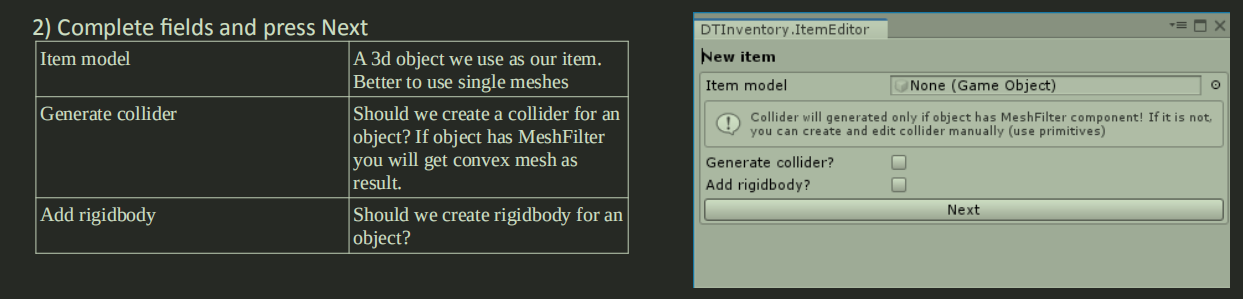 2) Complete fields and press Next
Item model
A 3d object we use as our item.
Better to use single meshes
Generate collider
Should we create a collider for an
object? If object has MeshFilter
you will get convex mesh as
result.
Add rigidbody
Should we create rigidbody for an
object?
DTInventory.ItemEditor
New item
Item model
None (Game Object)
Collider will generated only if object has MeshFilter component! If it is not,
you can create and edit collider manually (use primitives)
Generate collider?
Add rigidbody?
Next